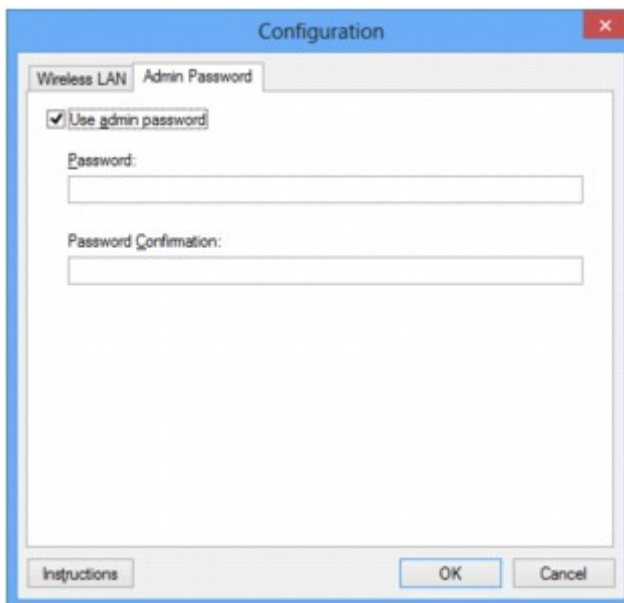 Configuration
Wireless LAN Admin Password
Use admin password
Password:
Password Confirmation:
Instructions OK Cancel